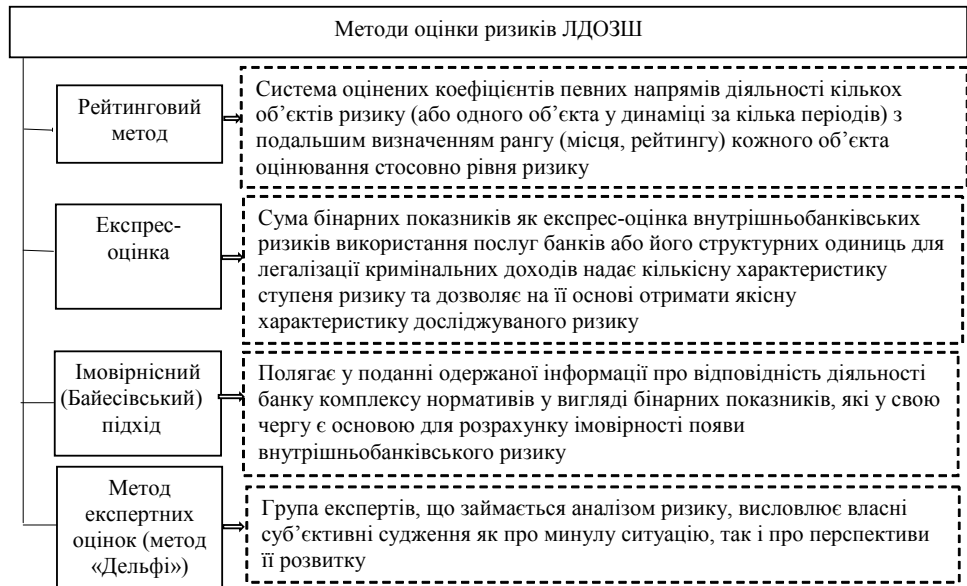 Методи оцінки ризиків ЛДОЗШ
Рейтинговий
метод
Система оцінених коефіцієнтів певних напрямів діяльності кількох
об’єктів ризику (або одного об’єкта у динаміці за кілька періодів) з
подальшим визначенням рангу (місця, рейтингу) кожного об’єкта
оцінювання стосовно рівня ризику
Експрес-
оцінка
Сума бінарних показників як експрес-оцінка внутрішньобанківських
ризиків використання послуг банків або його структурних одиниць для
легалізації кримінальних доходів надає кількісну характеристику
ступеня ризику та дозволяє на її основі отримати якісну
характеристику досліджуваного ризику
Імовірнісний
(Байесівський)
підхід
Полягає у поданні одержаної інформації про відповідність діяльності
банку комплексу нормативів у вигляді бінарних показників, які у свою
чергу є основою для розрахунку імовірності появи
внутрішньобанківського ризику
Метод
експертних
оцінок (метод
«Дельфі»)
Група експертів, що займається аналізом ризику, висловлює власні
суб’єктивні судження як про минулу ситуацію, так і про перспективи
її розвитку